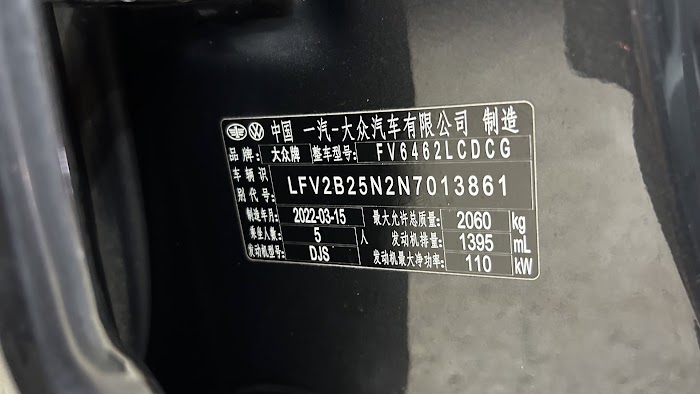 中国 一汽-大众汽车有限公司 制造
品牌: 大众牌 整车型号: FV6462LCDCG
车辆识别代号: LFV2B25N2N7013861
制造年月: 2022-03-15 最大允许总质量: 2060 kg
乘坐人数: 5 人 发动机排量: 1395 mL
发动机型号: DJS 发动机最大净功率: 110 kW